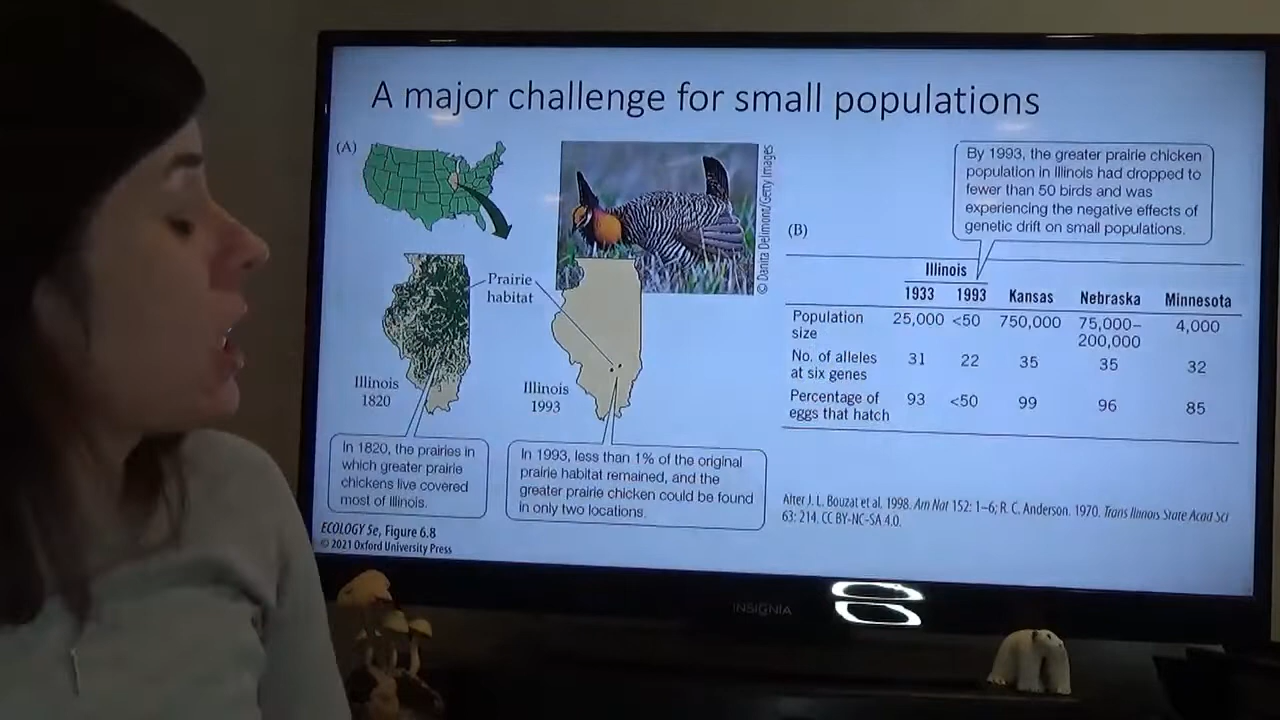 A major challenge for small populations
(A)
© Danita Delimont/Getty Images
Prairie
habitat
Illinois
1820
Illinois
1993
In 1820, the prairies in
which greater prairie
chickens live covered
most of Illinois.
In 1993, less than 1% of the original
prairie habitat remained, and the
greater prairie chicken could be found
in only two locations.
ECOLOGY 5e, Figure 6.8
© 2021 Oxford University Press
By 1993, the greater prairie chicken
population in Illinois had dropped to
fewer than 50 birds and was
experiencing the negative effects of
genetic drift on small populations.
(B)
Illinois
1933 1993 Kansas Nebraska Minnesota
Population 25,000 <50 750,000 75,000– 4,000
size 200,000
No. of alleles 31 22 35 35 32
at six genes
Percentage of 93 <50 99 96 85
eggs that hatch
After J. L. Bouzat et al. 1998. Am Nat 152: 1–6; R. C. Anderson. 1970. Trans Illinois State Acad Sci
63: 214. CC BY-NC-SA 4.0.
INSIGNIA